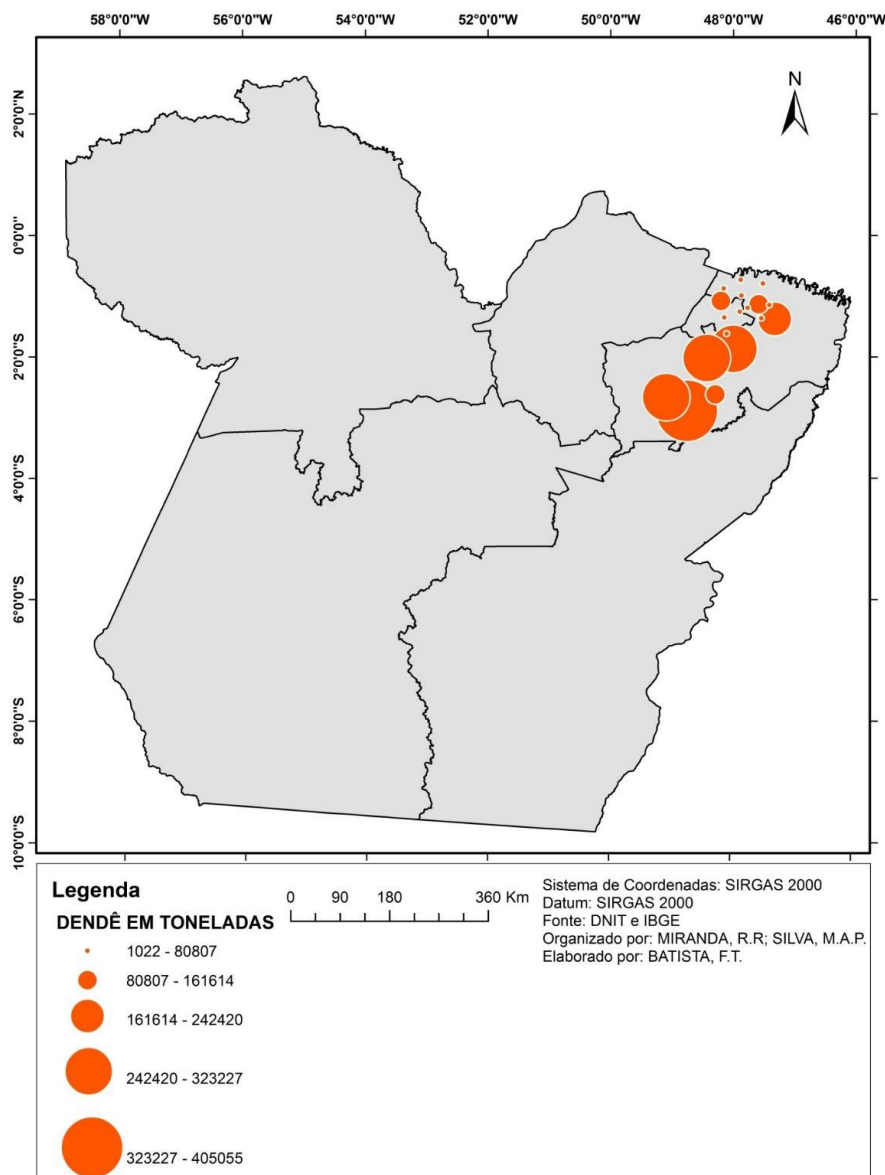 58°0'0"W 56°0'0"W 54°0'0"W 52°0'0"W 50°0'0"W 48°0'0"W 46°0'0"W
N
2°0'0"N
0°0'0"
2°0'0"S
4°0'0"S
6°0'0"S
8°0'0"S
10°0'0"S
Legenda
DENDÊ EM TONELADAS
1022 - 80807
80807 - 161614
161614 - 242420
242420 - 323227
323227 - 405055
0 90 180 360 Km
Sistema de Coordenadas: SIRGAS 2000
Datum: SIRGAS 2000
Fonte: DNIT e IBGE
Organizado por: MIRANDA, R.R; SILVA, M.A.P.
Elaborado por: BATISTA, F.T.